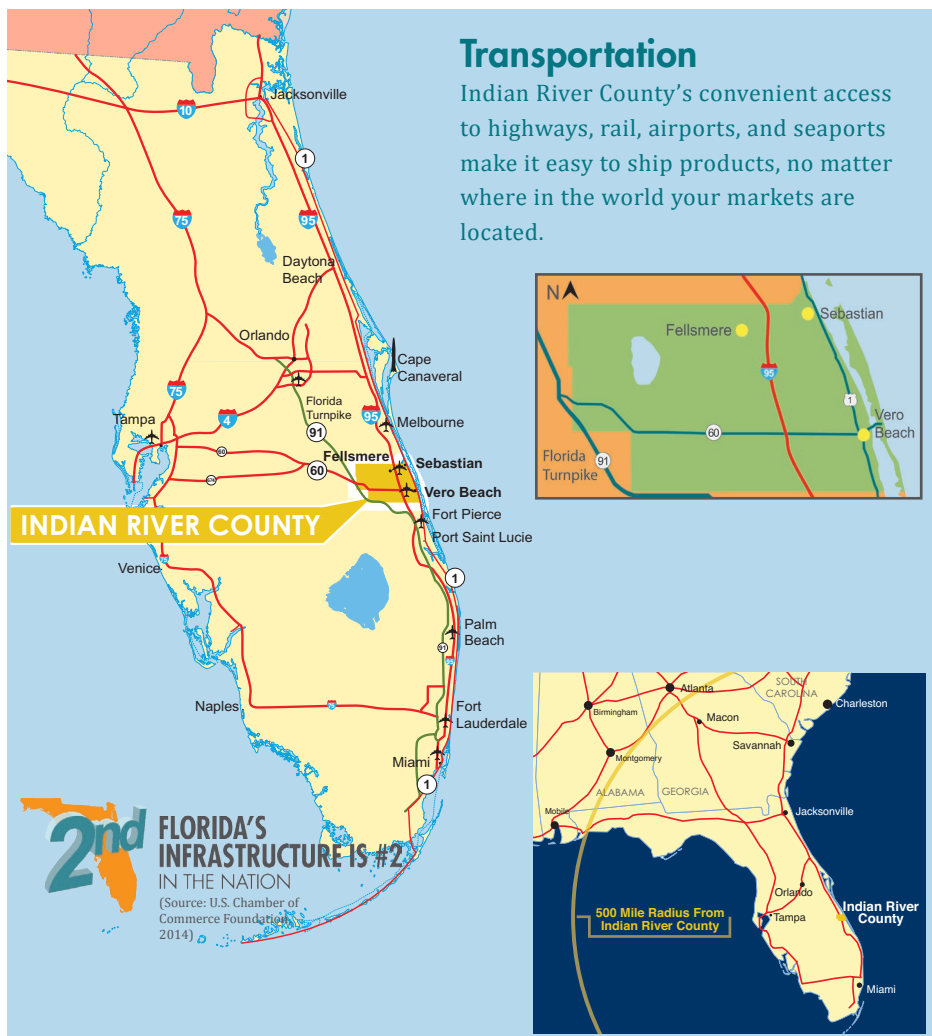 Transportation
Indian River County's convenient access
to highways, rail, airports, and seaports
make it easy to ship products, no matter
where in the world your markets are
located.
Jacksonville
10
1
75
95
Daytona
Beach
Orlando
Cape
Canaveral
75
Florida
Turnpike
4
95
Melbourne
Tampa
91
60
Fellsmere
60
Sebastian
Vero Beach
INDIAN RIVER COUNTY
Fort Pierce
Port Saint Lucie
75
Venice
1
Palm
Beach
91
Naples
75
Fort
Lauderdale
Miami
1
N
Sebastian
Fellsmere
95
1
Vero
Beach
60
Florida
Turnpike
91
SOUTH
CAROLINA
Atlanta
Charleston
Birmingham
Macon
Savannah
Montgomery
ALABAMA
GEORGIA
Mobile
Jacksonville
Orlando
Indian River
County
500 Mile Radius From
Indian River County
Tampa
Miami
2nd
FLORIDA'S
INFRASTRUCTURE IS #2
IN THE NATION
(Source: U.S. Chamber of
Commerce Foundation,
2014)